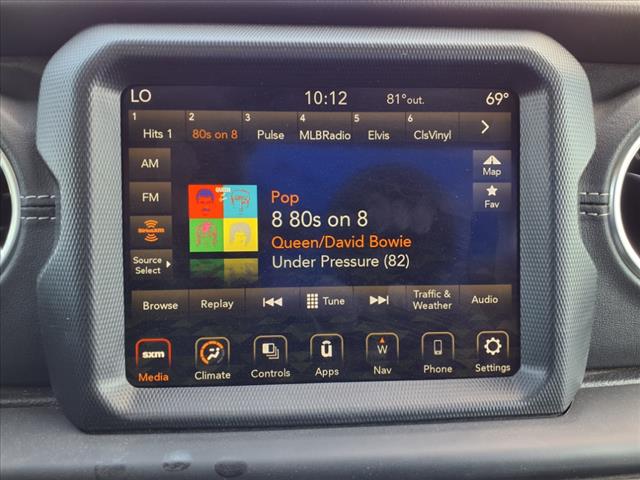 LO 10:12 81°out. 69°
1 2 3 4 5 6
Hits 1 80s on 8 Pulse MLBRadio Elvis ClsVinyl
AM
Map
FM
Fav
QUEEN
Pop
8 80s on 8
Queen/David Bowie
Under Pressure (82)
SiriusXM
Source
Select
Browse Replay Tune Traffic &
Weather Audio
sxm
W
Media Climate Controls Apps Nav Phone Settings